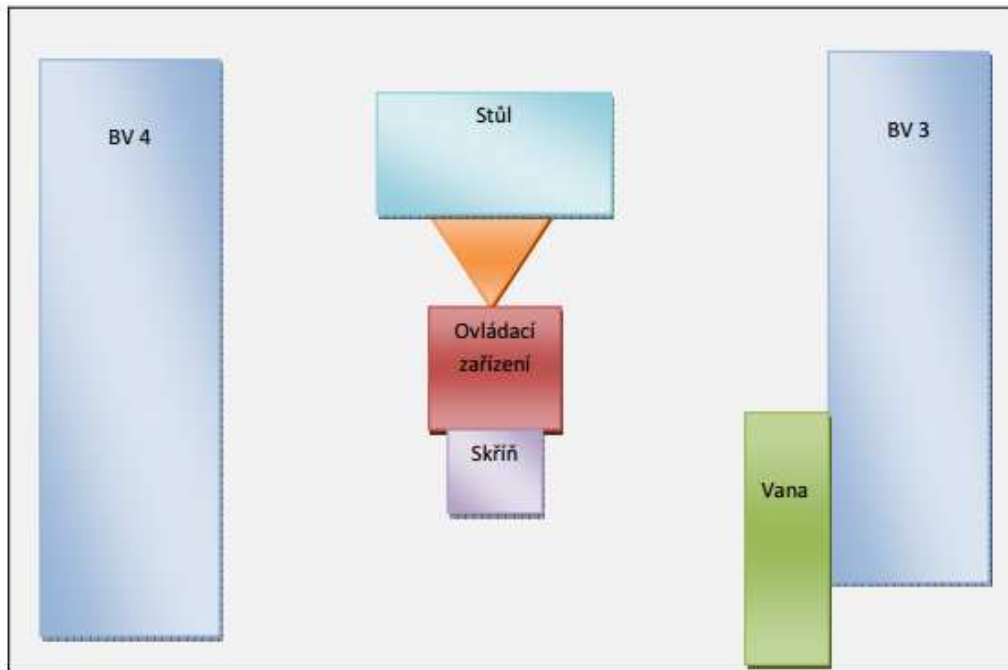 Stůl
BV 4
BV 3
Ovládací
zařízení
Skříň
Vana